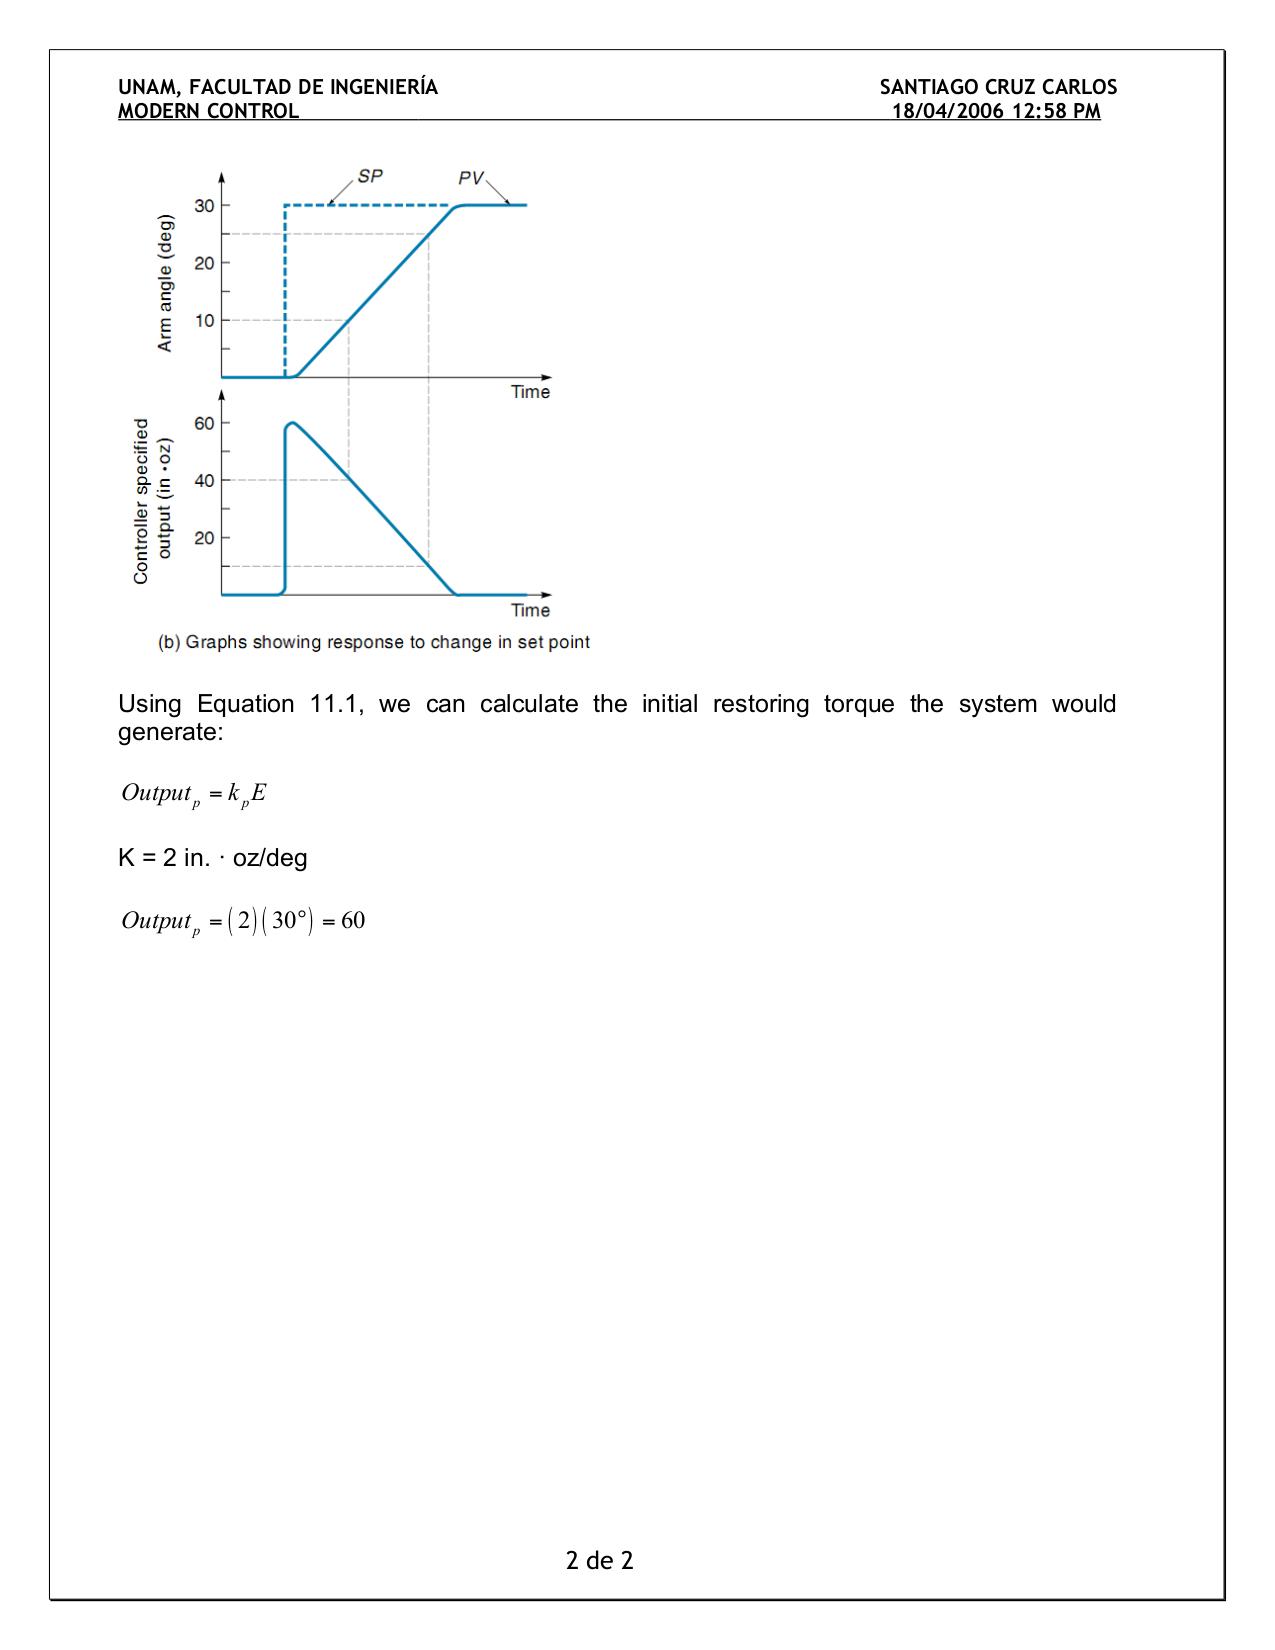 UNAM, FACULTAD DE INGENIERÍA SANTIAGO CRUZ CARLOS
MODERN CONTROL 18/04/2006 12:58 PM
SP PV
30
20
10
Arm angle (deg)
Time
60
40
20
Controller specified
output (in •oz)
Time
(b) Graphs showing response to change in set point
Using Equation 11.1, we can calculate the initial restoring torque the system would
generate:
Output_p = k_pE
K = 2 in. · oz/deg
Output_p = (2)(30°) = 60
2 de 2